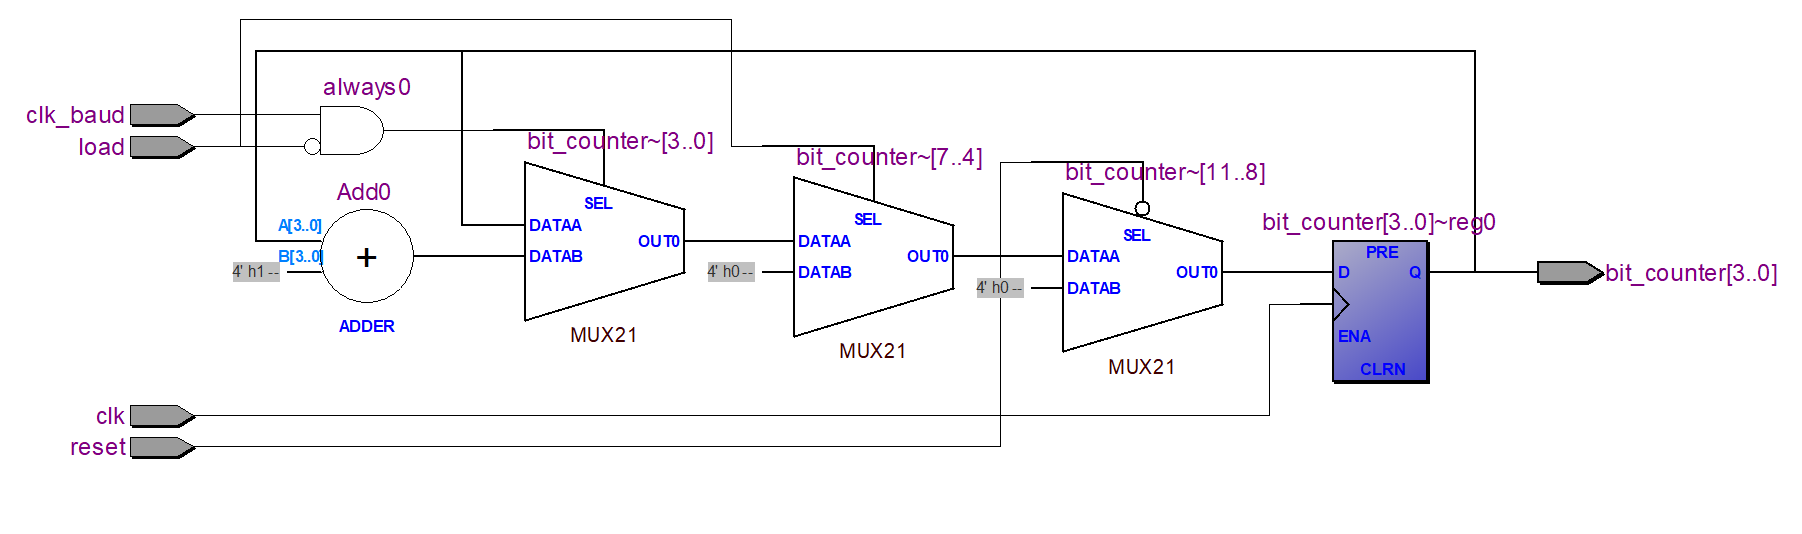 always0
clk_baud
load
bit_counter~[3..0]
bit_counter~[7..4]
bit_counter~[11..8]
Add0
A[3..0]
B[3..0]
4' h1 --
+
ADDER
SEL
DATAA
DATAB
OUT0
MUX21
4' h0 --
SEL
DATAA
DATAB
OUT0
MUX21
4' h0 --
SEL
DATAA
DATAB
OUT0
MUX21
bit_counter[3..0]~reg0
PRE
D
Q
ENA
CLRN
bit_counter[3..0]
clk
reset